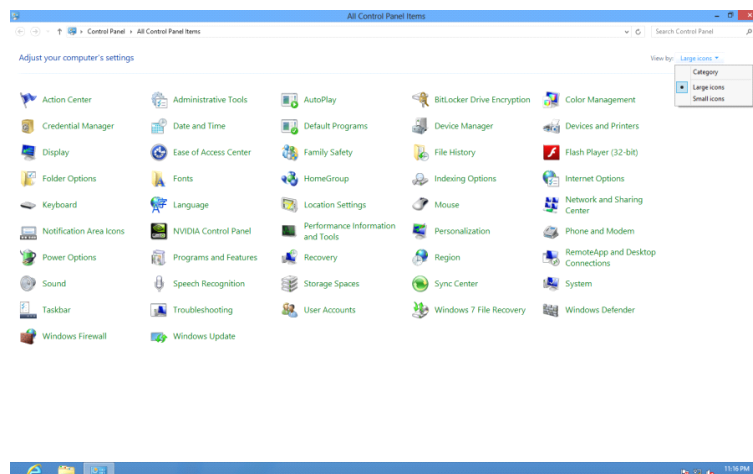 All Control Panel Items
Control Panel All Control Panel Items
Search Control Panel
Adjust your computer's settings
View by: Large icons
Category
Large icons
Small icons
Action Center
Administrative Tools
AutoPlay
BitLocker Drive Encryption
Color Management
Credential Manager
Date and Time
Default Programs
Device Manager
Devices and Printers
Display
Ease of Access Center
Family Safety
File History
Flash Player (32-bit)
Folder Options
Fonts
HomeGroup
Indexing Options
Internet Options
Keyboard
Language
Location Settings
Mouse
Network and Sharing
Center
Notification Area Icons
NVIDIA Control Panel
Performance Information
and Tools
Personalization
Phone and Modem
Power Options
Programs and Features
Recovery
Region
RemoteApp and Desktop
Connections
Sound
Speech Recognition
Storage Spaces
Sync Center
System
Taskbar
Troubleshooting
User Accounts
Windows 7 File Recovery
Windows Defender
Windows Firewall
Windows Update
11:16 PM